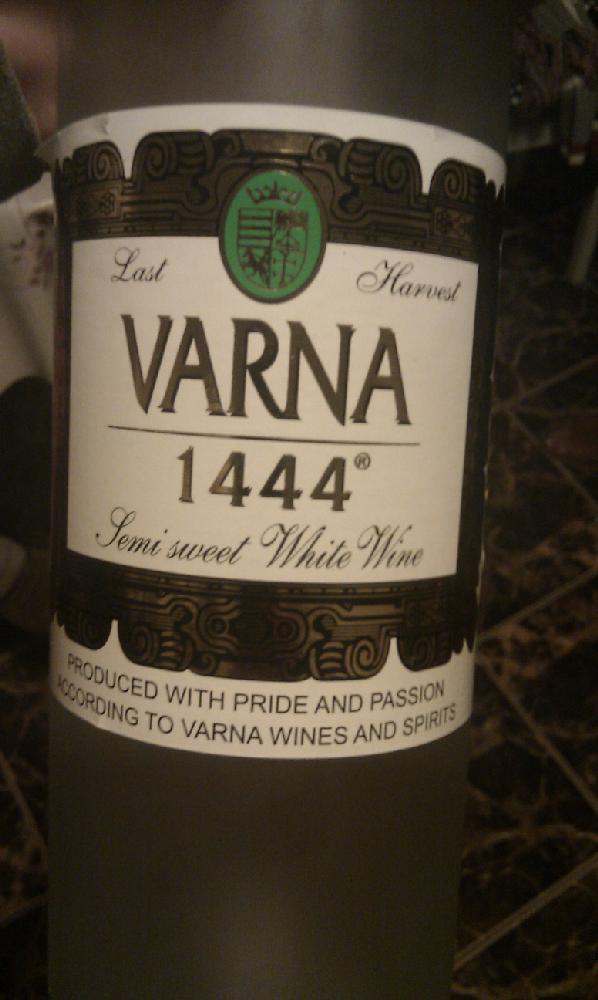 Last Harvest
VARNA
1444®
Semi sweet White Wine
PRODUCED WITH PRIDE AND PASSION
ACCORDING TO VARNA WINES AND SPIRITS